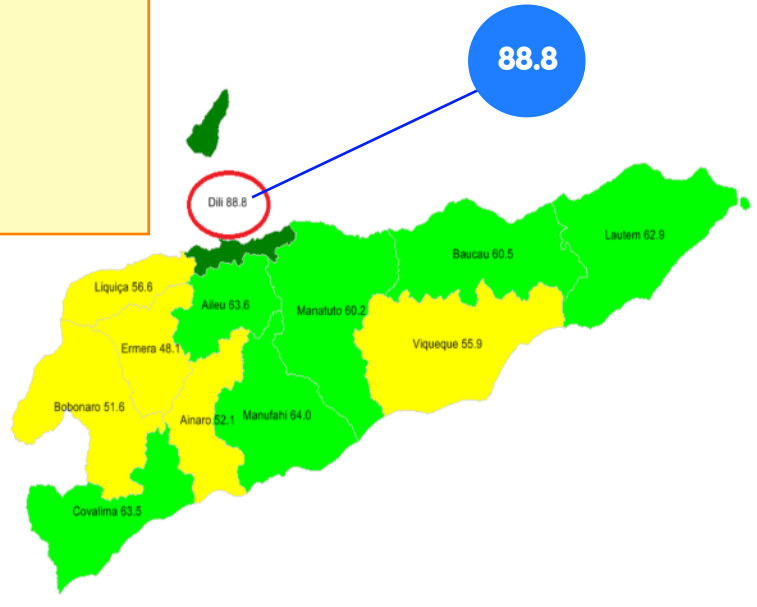 88.8
Dili 88.8
Lautem 62.9
Baucau 60.5
Liquiça 56.6
Aileu 63.6
Manatuto 60.2
Ermera 48.1
Viqueque 55.9
Bobonaro 51.6
Ainaro 52.1
Manufahi 64.0
Covalima 63.5